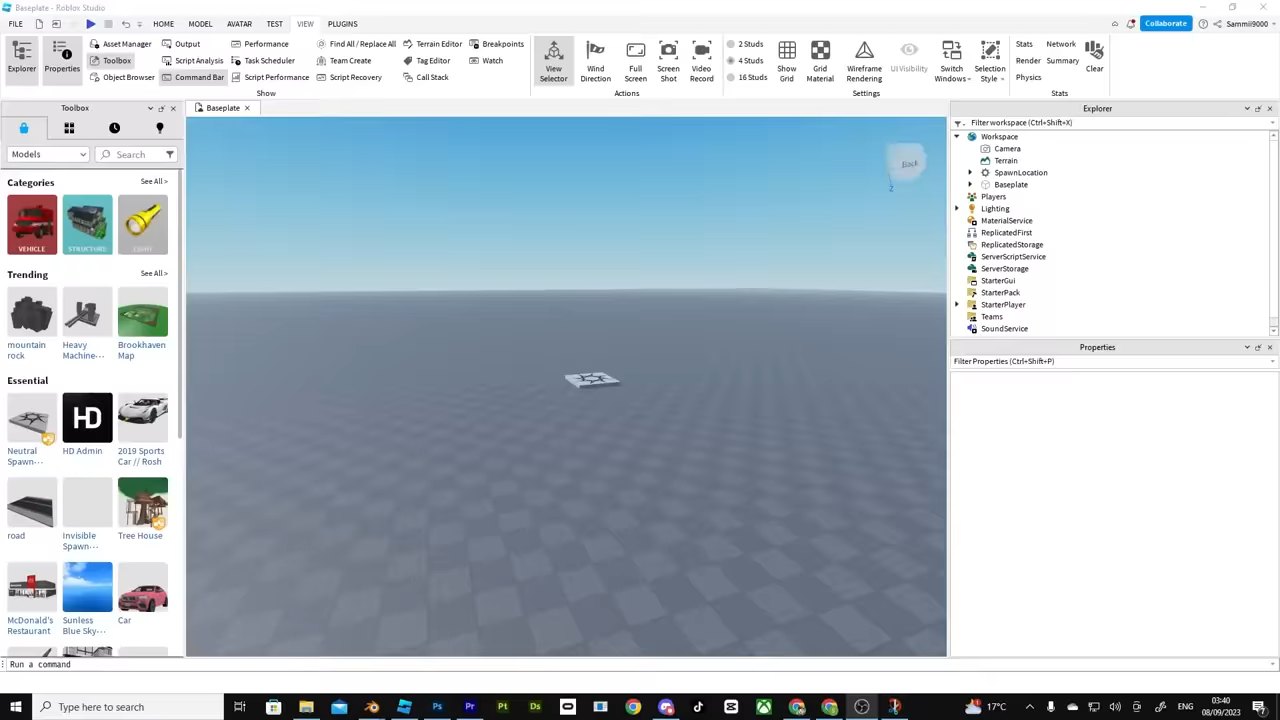 Baseplate - Roblox Studio
FILE HOME MODEL AVATAR TEST VIEW PLUGINS
Collaborate Sammii9000
Explorer
Properties
Asset Manager
Toolbox
Object Browser
Output
Script Analysis
Command Bar
Performance
Task Scheduler
Script Performance
Find All / Replace All
Team Create
Script Recovery
Terrain Editor
Tag Editor
Call Stack
Breakpoints
Watch
Show
View
Selector
Wind
Direction
Full
Screen
Screen
Shot
Video
Record
Actions
2 Studs
4 Studs
16 Studs
Show
Grid
Grid
Material
Wireframe
Rendering
UI Visibility
Switch
Windows
Selection
Style
Settings
Stats
Render
Physics
Network
Summary
Clear
Stats
Toolbox
Models
Search
Categories See All >
VEHICLE
STRUCTURE
LIGHT
Trending See All >
mountain
rock
Heavy
Machine···
Brookhaven
Map
Essential
Neutral
Spawn···
HD
HD Admin
2019 Sports
Car // Rosh
road
Invisible
Spawn···
Tree House
McDonald's
Restaurant
Sunless
Blue Sky···
Car
Baseplate
Back
Z
Explorer
Filter workspace (Ctrl+Shift+X)
Workspace
Camera
Terrain
SpawnLocation
Baseplate
Players
Lighting
MaterialService
ReplicatedFirst
ReplicatedStorage
ServerScriptService
ServerStorage
StarterGui
StarterPack
StarterPlayer
Teams
SoundService
Properties
Filter Properties (Ctrl+Shift+P)
Run a command
Type here to search
Ps
Pr
Pt
Ds
17°C
03:40
08/09/2023